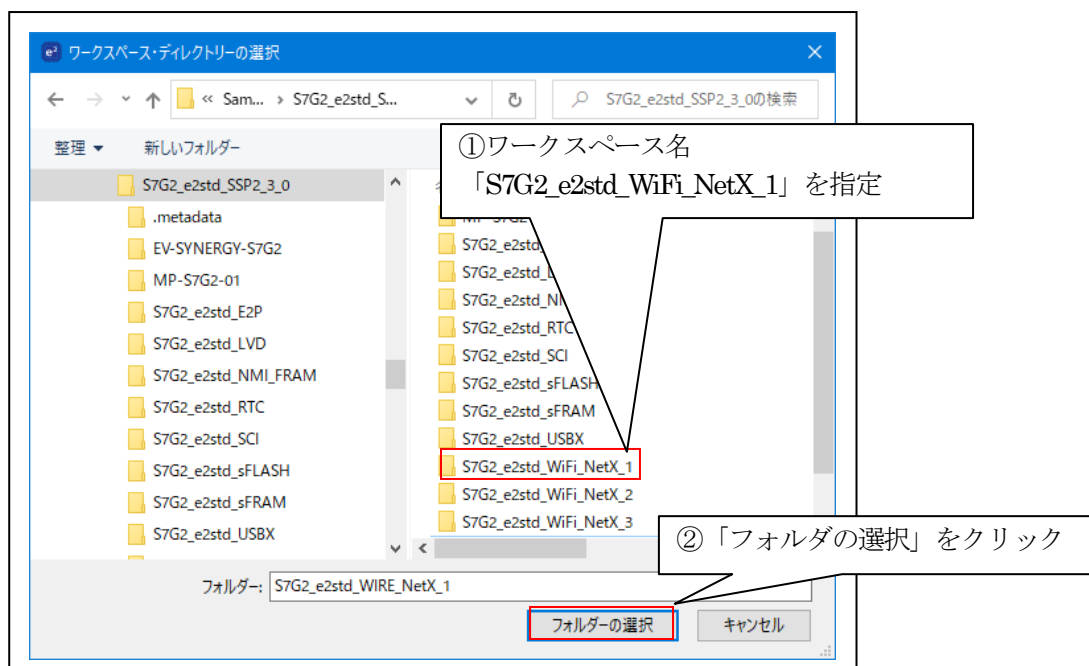 ワークスペース・ディレクトリーの選択
« Sam... › S7G2_e2std_S...
S7G2_e2std_SSP2_3_0の検索
整理
新しいフォルダー
①ワークスペース名
「S7G2_e2std_WiFi_NetX_1」を指定
S7G2_e2std_SSP2_3_0
.metadata
EV-SYNERGY-S7G2
MP-S7G2-01
S7G2_e2std_E2P
S7G2_e2std_LVD
S7G2_e2std_NMI_FRAM
S7G2_e2std_RTC
S7G2_e2std_SCI
S7G2_e2std_sFLASH
S7G2_e2std_sFRAM
S7G2_e2std_USBX
S7G2_e2std_
S7G2_e2std_L
S7G2_e2std_NM
S7G2_e2std_RTC
S7G2_e2std_SCI
S7G2_e2std_sFLASH
S7G2_e2std_sFRAM
S7G2_e2std_USBX
S7G2_e2std_WiFi_NetX_1
S7G2_e2std_WiFi_NetX_2
S7G2_e2std_WiFi_NetX_3
②「フォルダの選択」をクリック
フォルダー: S7G2_e2std_WIRE_NetX_1
フォルダーの選択
キャンセル